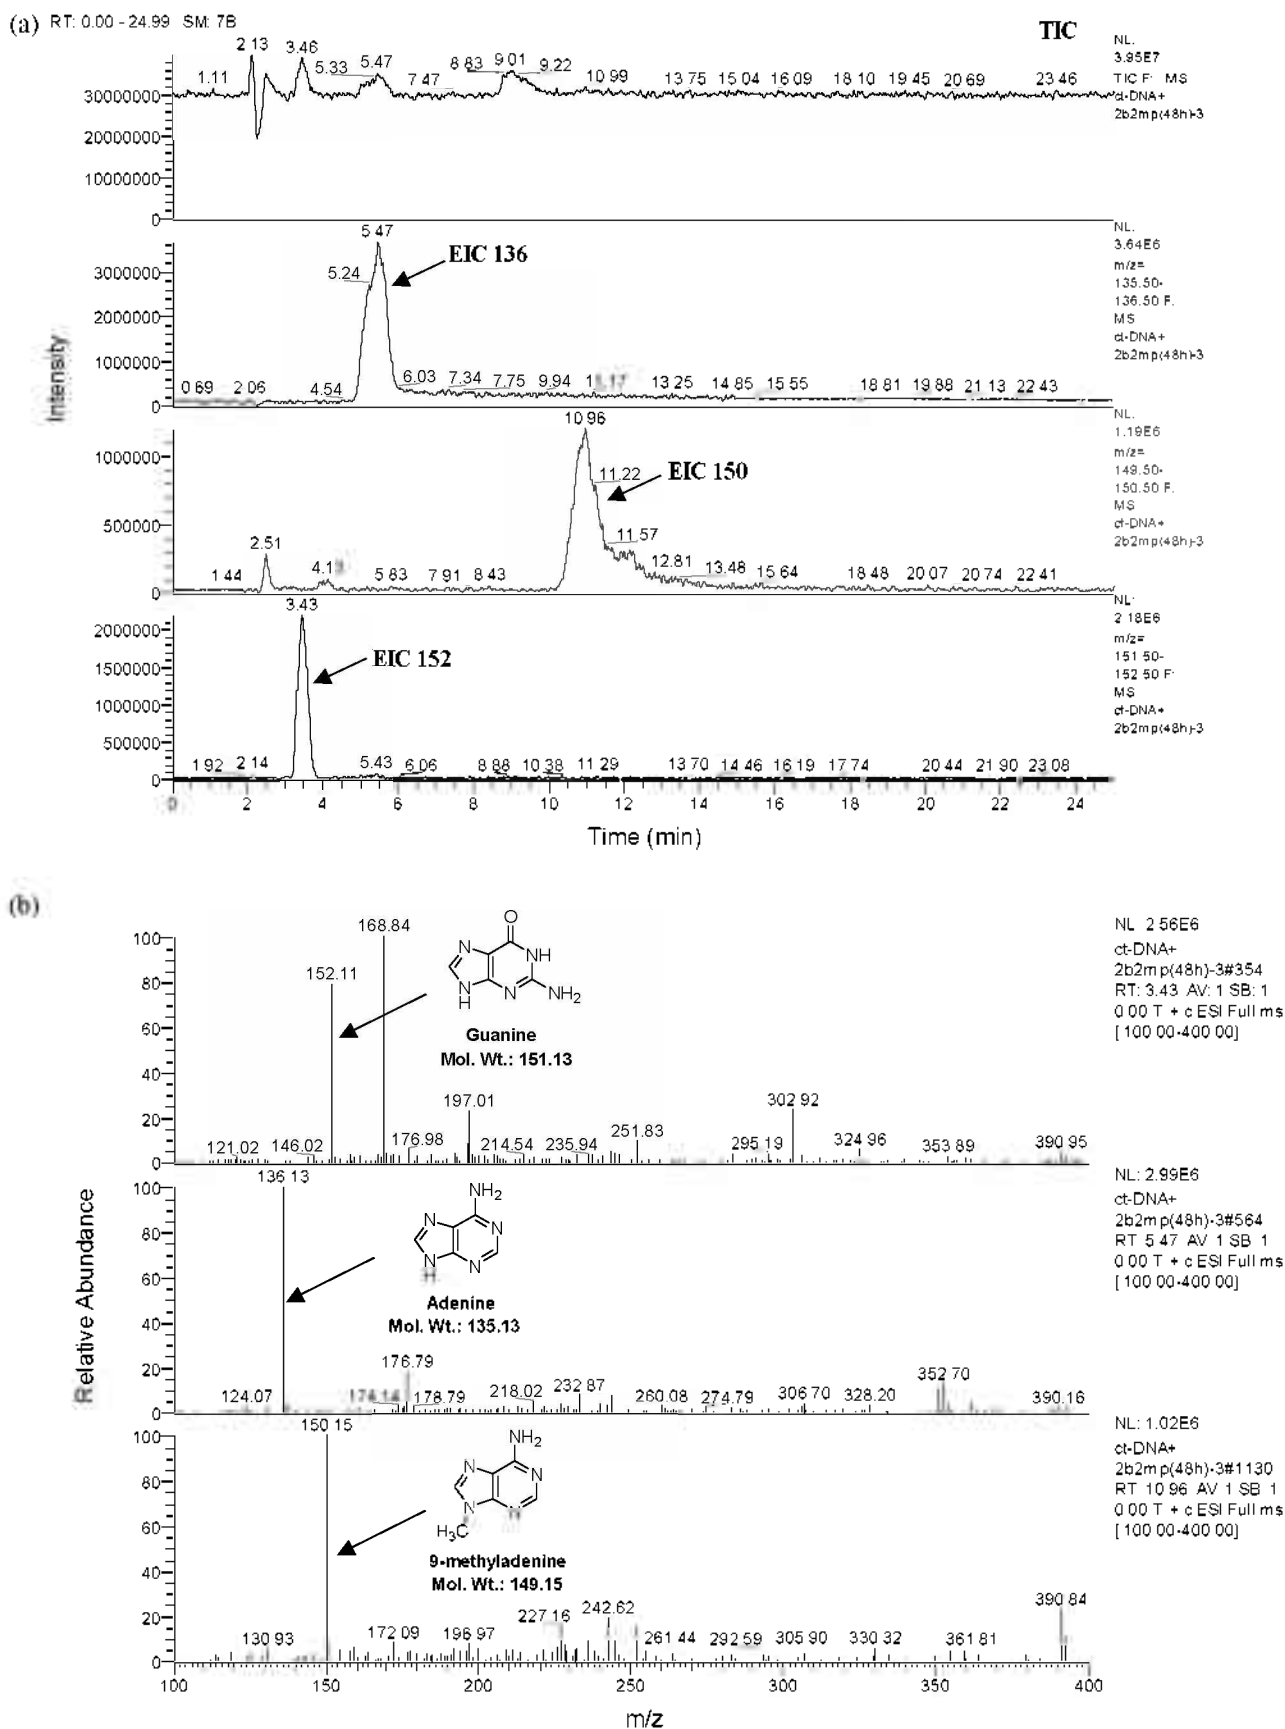 (a) RT: 0.00 - 24.99 SM: 7B
TIC
NL.
3.95E7
TIC F: MS
ct-DNA+
2b2mp(48h)-3
2.13 3.46
1.11 5.33 5.47 7.47 8.83 9.01 9.22 10.99 13.75 15.04 16.09 18.10 19.45 20.69 23.46
30000000
20000000
10000000
0
Intensity
5.47
EIC 136
5.24
NL.
3.64E6
m/z=
135.50-
136.50 F.
MS
ct-DNA+
2b2mp(48h)-3
3000000
2000000
1000000
0
0.69 2.06 4.54 6.03 7.34 7.75 9.94 13.25 14.85 15.55 18.81 19.88 21.13 22.43
10.96
EIC 150
11.22
11.57
NL.
1.19E6
m/z=
149.50-
150.50 F.
MS
ct-DNA+
2b2mp(48h)-3
1000000
500000
0
2.51
1.44 5.83 7.91 8.43 12.81 13.48 15.64 18.48 20.07 20.74 22.41
3.43
EIC 152
NL:
2.18E6
m/z=
151.50-
152.50 F:
MS
ct-DNA+
2b2mp(48h)-3
2000000
1500000
1000000
500000
0
1.92 2.14 5.43 6.06 8.88 10.38 11.29 13.70 14.46 16.19 17.74 20.44 21.90 23.08
0 2 4 6 8 10 12 14 16 18 20 22 24
Time (min)
(b)
Relative Abundance
NL 2.56E6
ct-DNA+
2b2mp(48h)-3#354
RT: 3.43 AV: 1 SB: 1
0.00 T + c ESI Full ms
[ 100.00-400.00]
100
80
60
40
20
0
168.84
152.11
O
N
NH
N
H
N
NH2
Guanine
Mol. Wt.: 151.13
121.02 146.02 176.98 197.01 214.54 235.94 251.83 295.19 302.92 324.96 353.89 390.95
NL: 2.99E6
ct-DNA+
2b2mp(48h)-3#564
RT 5.47 AV 1 SB 1
0.00 T + c ESI Full ms
[ 100.00-400.00]
100
80
60
40
20
0
136.13
NH2
N
N
N
N
H
Adenine
Mol. Wt.: 135.13
124.07 174.14 176.79 178.79 218.02 232.87 260.08 274.79 306.70 328.20 352.70 390.16
NL: 1.02E6
ct-DNA+
2b2mp(48h)-3#1130
RT 10.96 AV 1 SB 1
0.00 T + c ESI Full ms
[ 100.00-400.00]
100
80
60
40
20
0
150.15
NH2
N
N
N
N
H3C
9-methyladenine
Mol. Wt.: 149.15
130.93 172.09 196.97 227.16 242.62 261.44 292.59 305.90 330.32 361.81 390.84
100 150 200 250 300 350 400
m/z